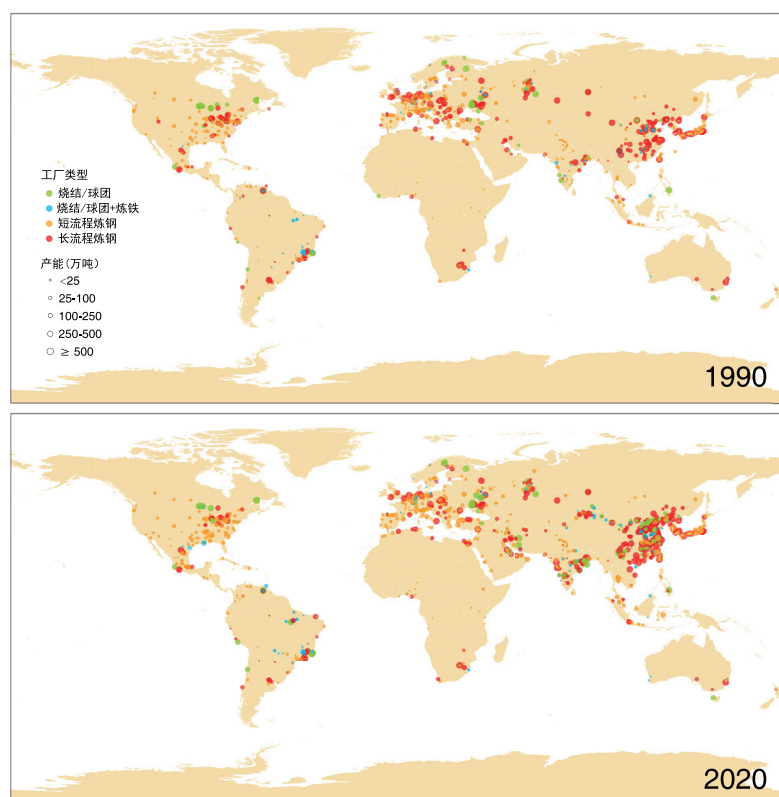 1990
工厂类型
烧结/球团
烧结/球团+炼铁
短流程炼钢
长流程炼钢
产能(万吨)
<25
25-100
100-250
250-500
≥ 500
2020